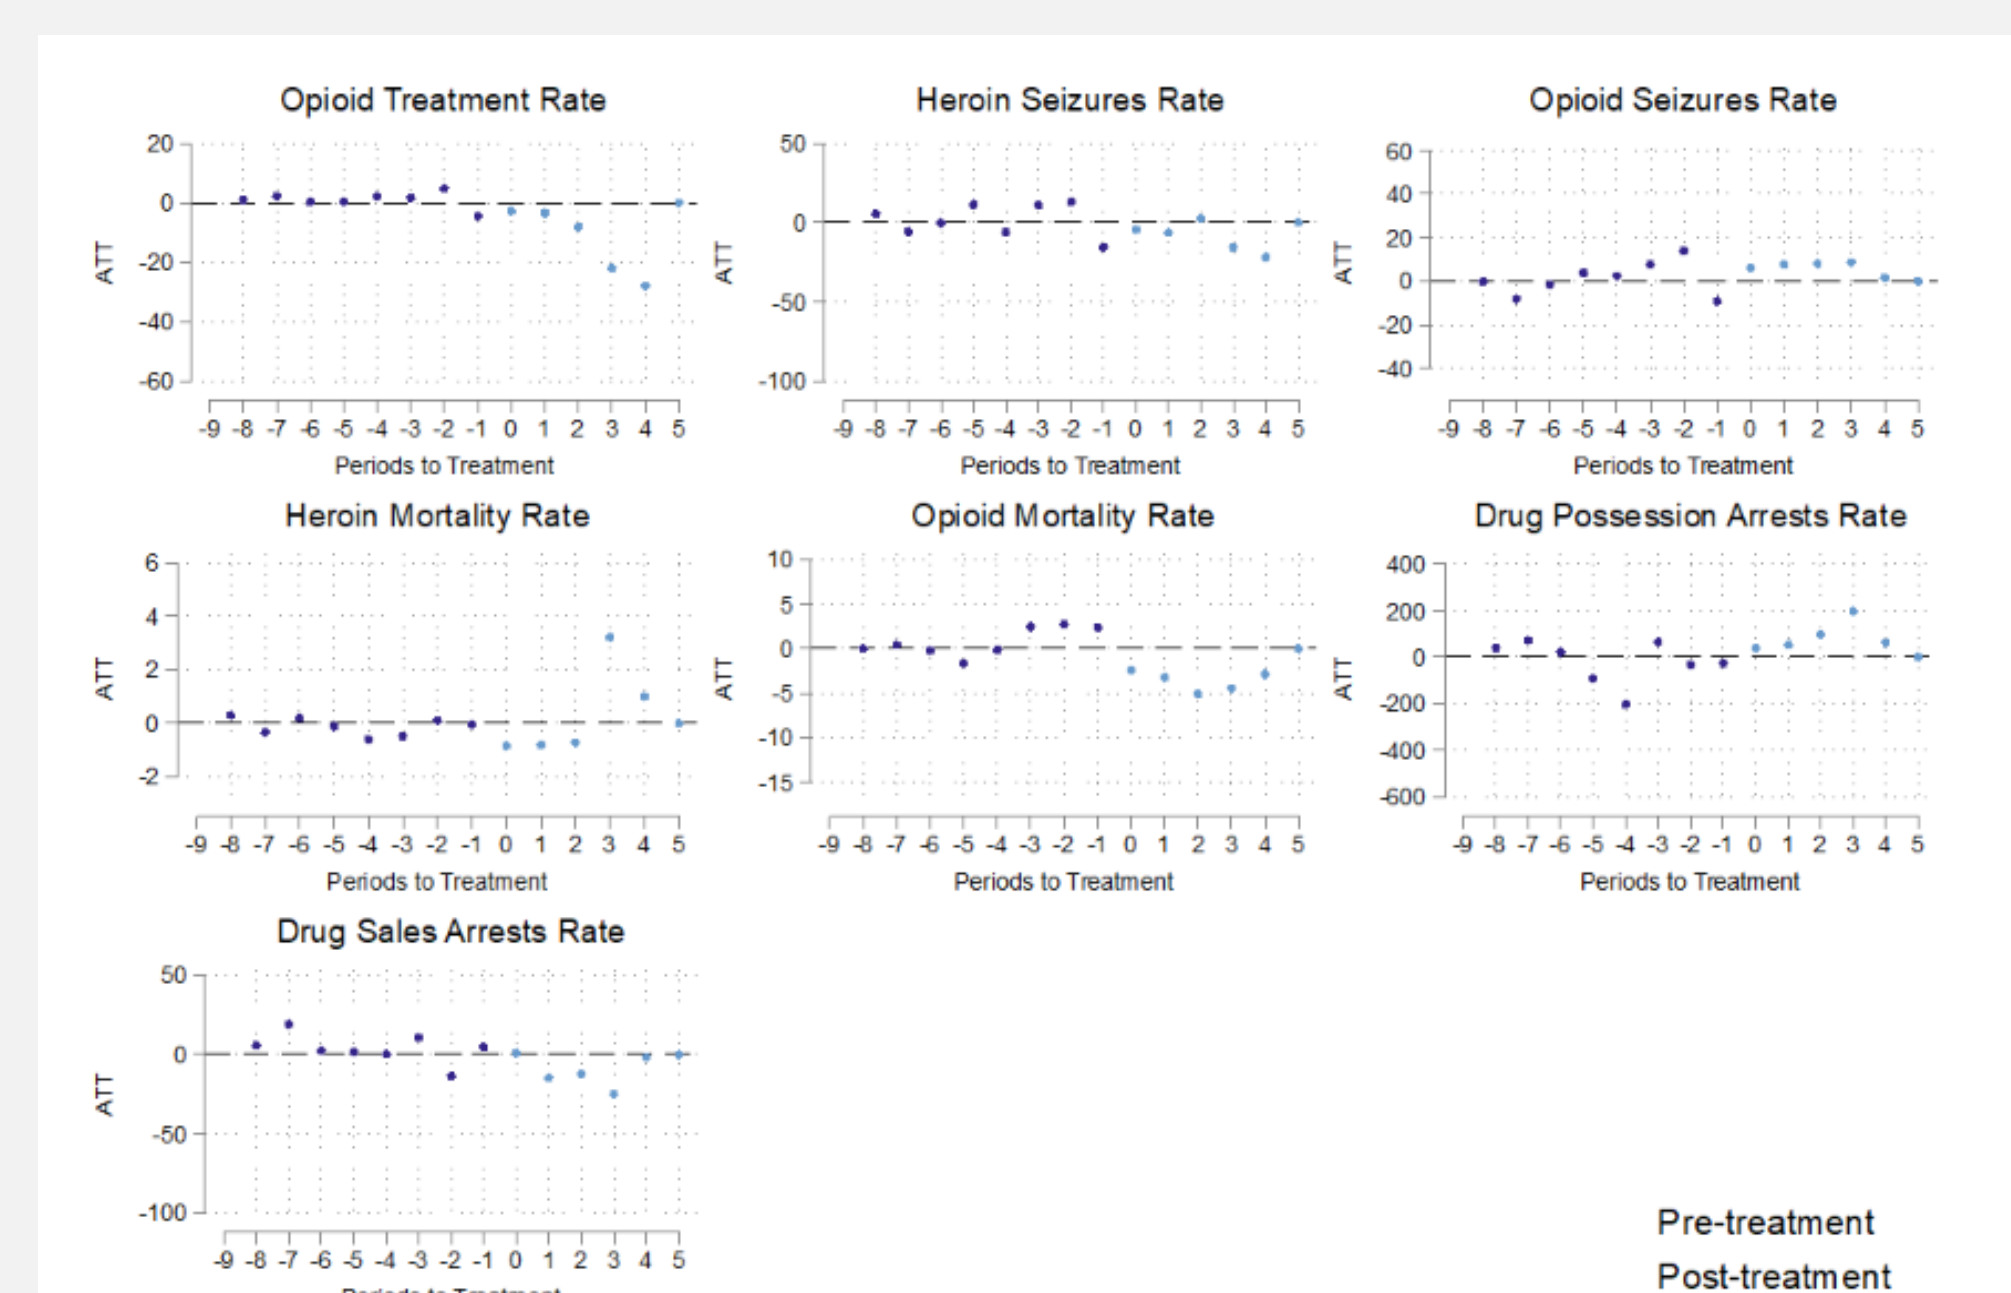 Opioid Treatment Rate
20
0
-20
-40
-60
ATT
-9 -8 -7 -6 -5 -4 -3 -2 -1 0 1 2 3 4 5
Periods to Treatment
Heroin Seizures Rate
50
0
-50
-100
ATT
-9 -8 -7 -6 -5 -4 -3 -2 -1 0 1 2 3 4 5
Periods to Treatment
Opioid Seizures Rate
60
40
20
0
-20
-40
ATT
-9 -8 -7 -6 -5 -4 -3 -2 -1 0 1 2 3 4 5
Periods to Treatment
Heroin Mortality Rate
6
4
2
0
-2
ATT
-9 -8 -7 -6 -5 -4 -3 -2 -1 0 1 2 3 4 5
Periods to Treatment
Opioid Mortality Rate
10
5
0
-5
-10
-15
ATT
-9 -8 -7 -6 -5 -4 -3 -2 -1 0 1 2 3 4 5
Periods to Treatment
Drug Possession Arrests Rate
400
200
0
-200
-400
-600
ATT
-9 -8 -7 -6 -5 -4 -3 -2 -1 0 1 2 3 4 5
Periods to Treatment
Drug Sales Arrests Rate
50
0
-50
-100
ATT
-9 -8 -7 -6 -5 -4 -3 -2 -1 0 1 2 3 4 5
Periods to Treatment
Pre-treatment
Post-treatment